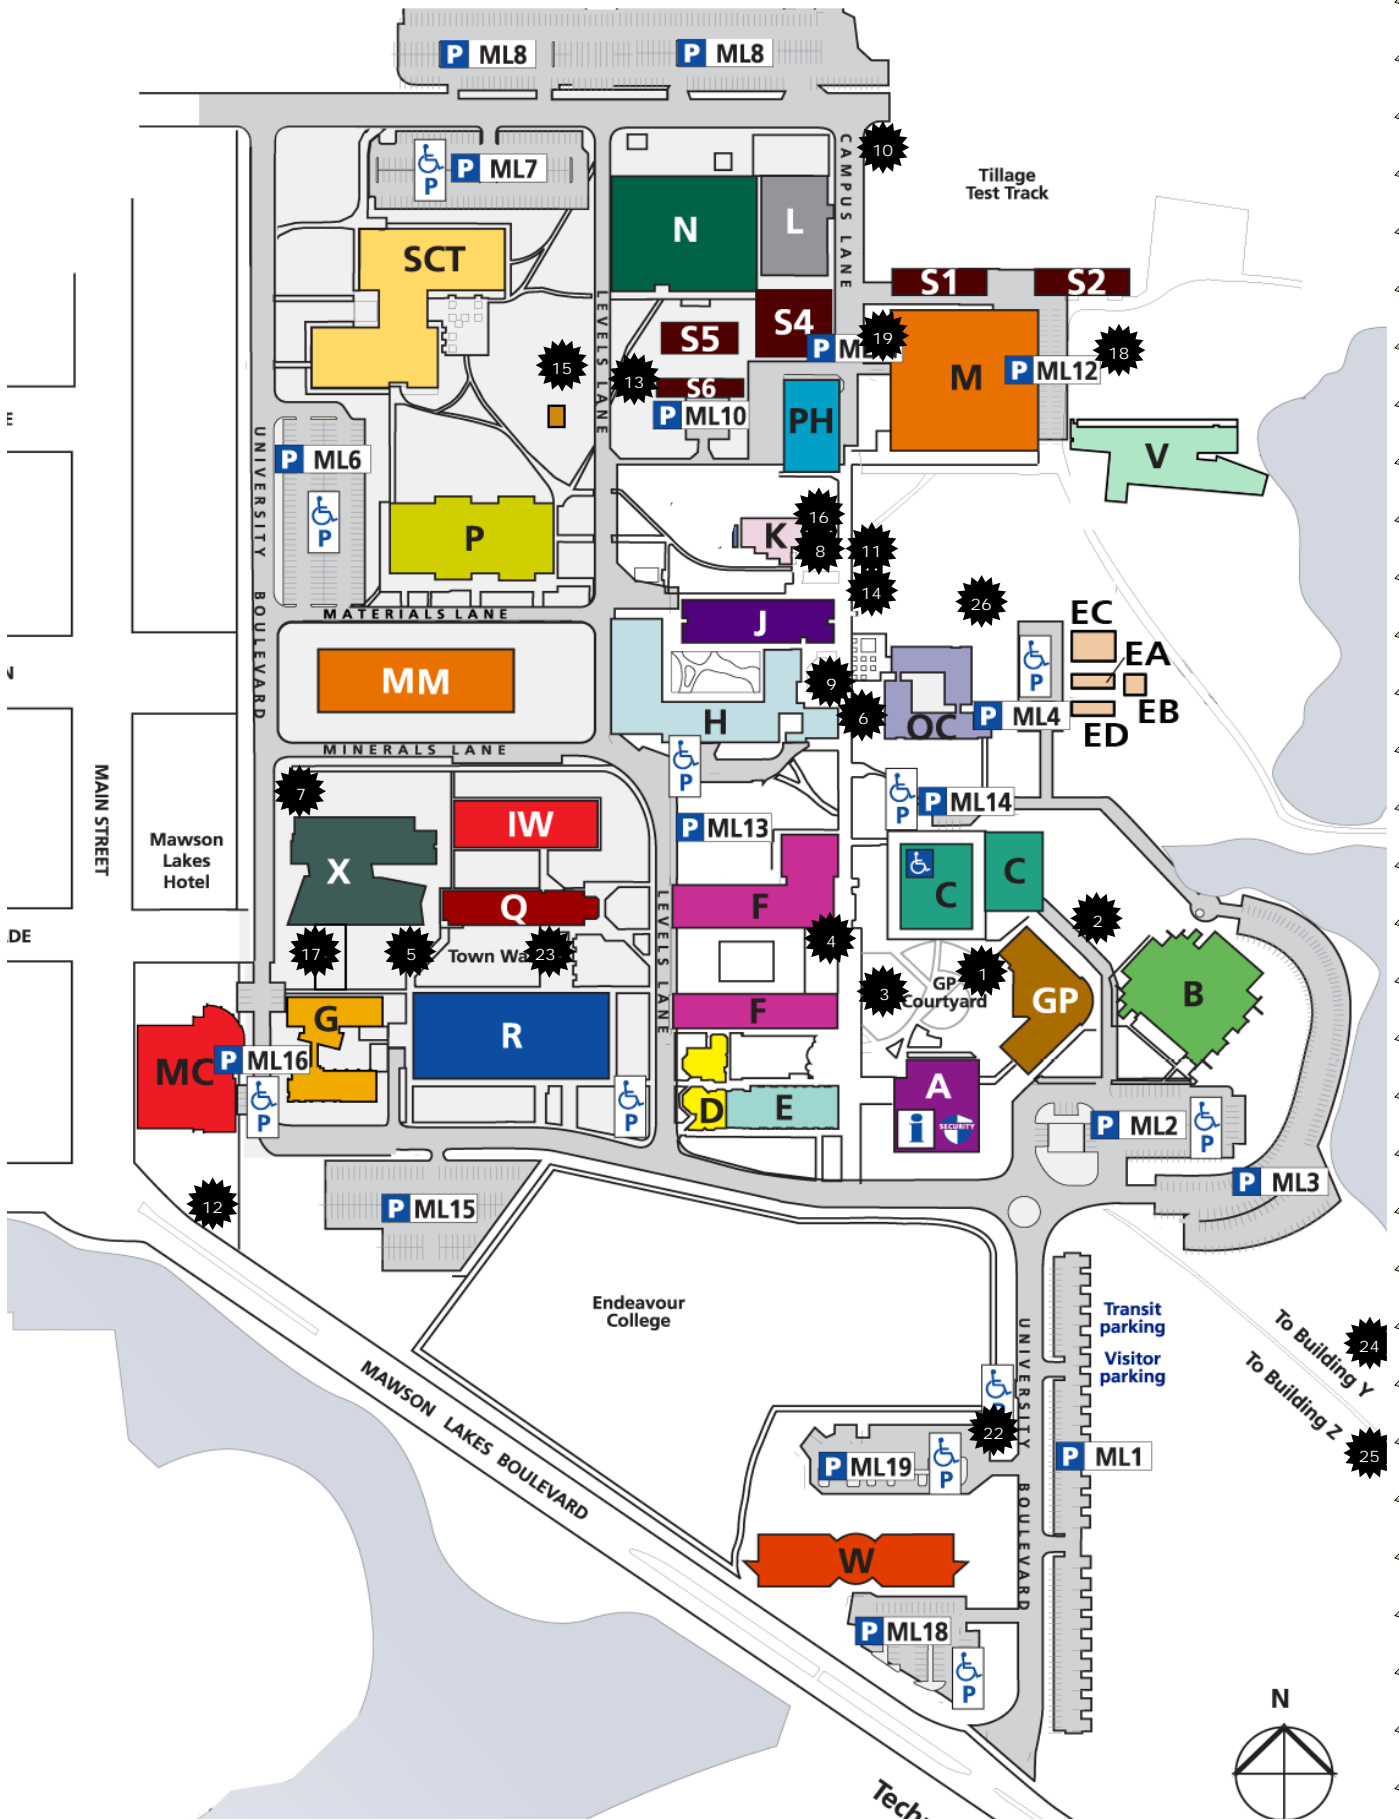 P ML8
P ML8
P ML7
P
CAMPUS LANE
10
Tillage
Test Track
N
L
SCT
S1
S2
LEVELS LANE
S4
S5
P
19
15
13
18
M
P ML12
S6
P ML10
PH
UNIVERSITY
P ML6
V
P
16
K
P
8
11
14
26
MATERIALS LANE
J
EC
EA
P
EB
ED
MM
9
6
H
OC
P ML4
BOULEVARD
MINERALS LANE
P
MAIN STREET
7
P
P ML14
IW
P ML13
Mawson
Lakes
Hotel
X
C
C
Q
F
LEVELS LANE
2
4
17
5
23
1
3
GP
Courtyard
GP
B
G
R
F
MC
P ML16
A
P
P
D
E
i
SECURITY
P ML2
P
P ML3
12
P ML15
Endeavour
College
Transit
parking
Visitor
parking
To Building Y
24
To Building Z
25
UNIVERSITY
MAWSON LAKES BOULEVARD
22
P ML19
P
P ML1
BOULEVARD
W
P ML18
P
N